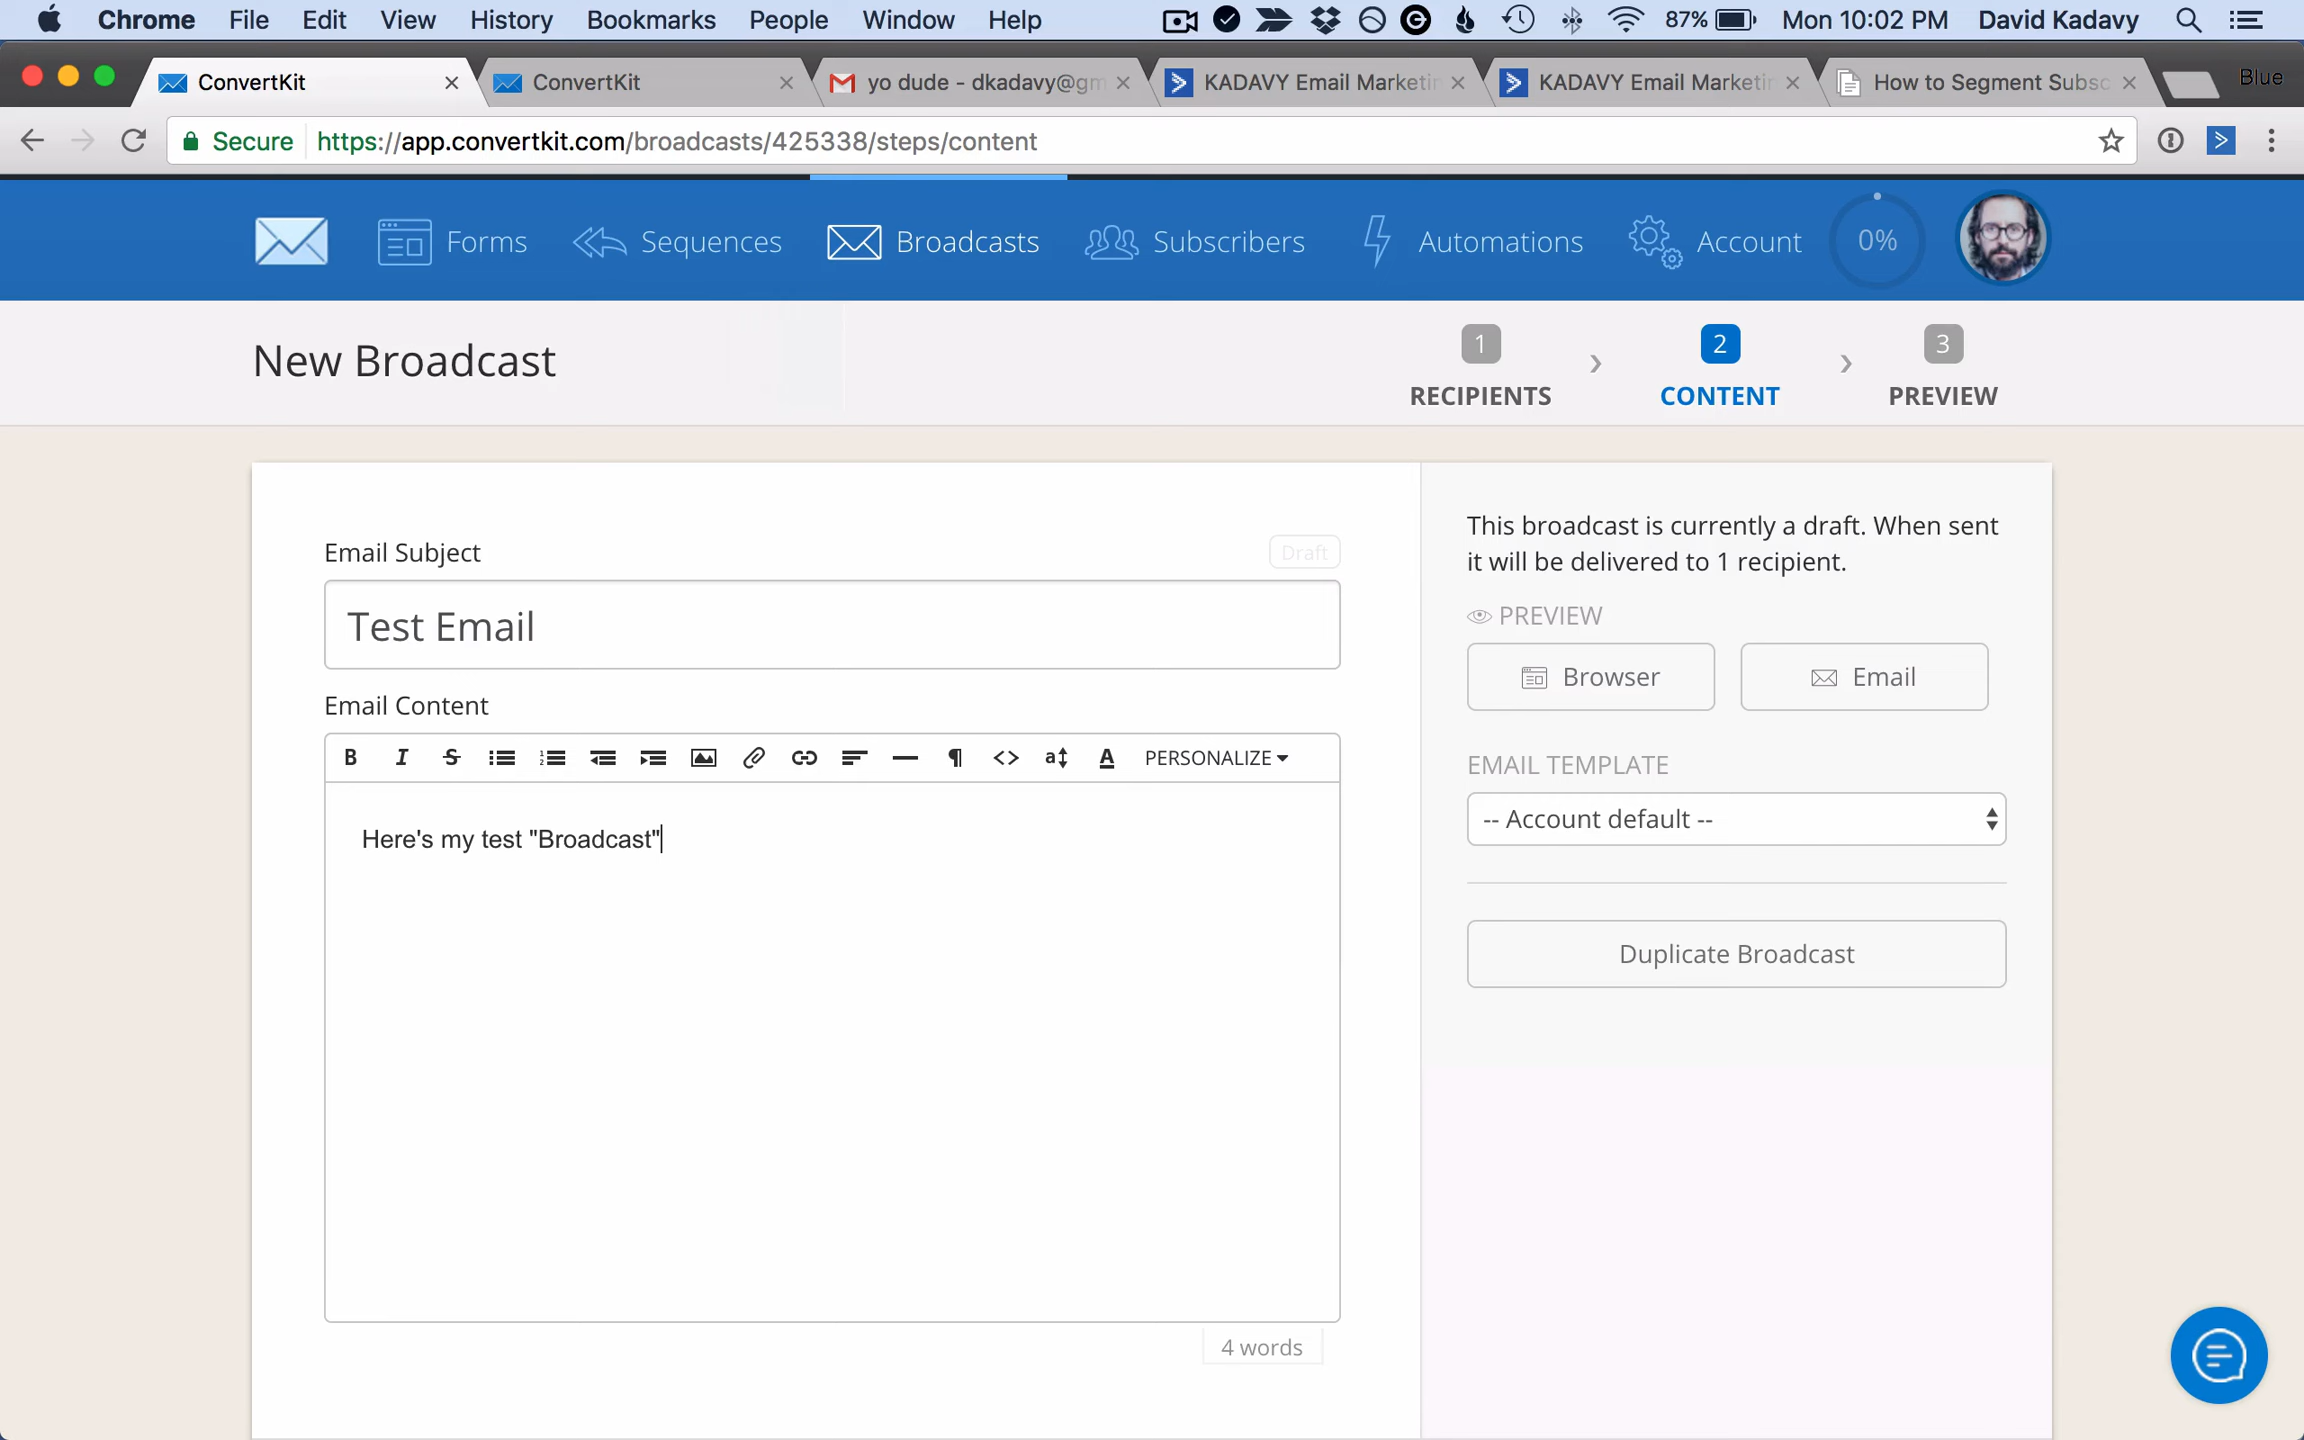 Chrome File Edit View History Bookmarks People Window Help 87% Mon 10:02 PM David Kadavy
ConvertKit ConvertKit yo dude - dkadavy@gm KADAVY Email Marketin KADAVY Email Marketin How to Segment Subsc Blue
Secure https://app.convertkit.com/broadcasts/425338/steps/content
Forms Sequences Broadcasts Subscribers Automations Account 0%
New Broadcast
1 2 3
RECIPIENTS CONTENT PREVIEW
Email Subject Draft
Test Email
Email Content
B I S PERSONALIZE
Here's my test "Broadcast"
4 words
This broadcast is currently a draft. When sent
it will be delivered to 1 recipient.
PREVIEW
Browser Email
EMAIL TEMPLATE
-- Account default --
Duplicate Broadcast